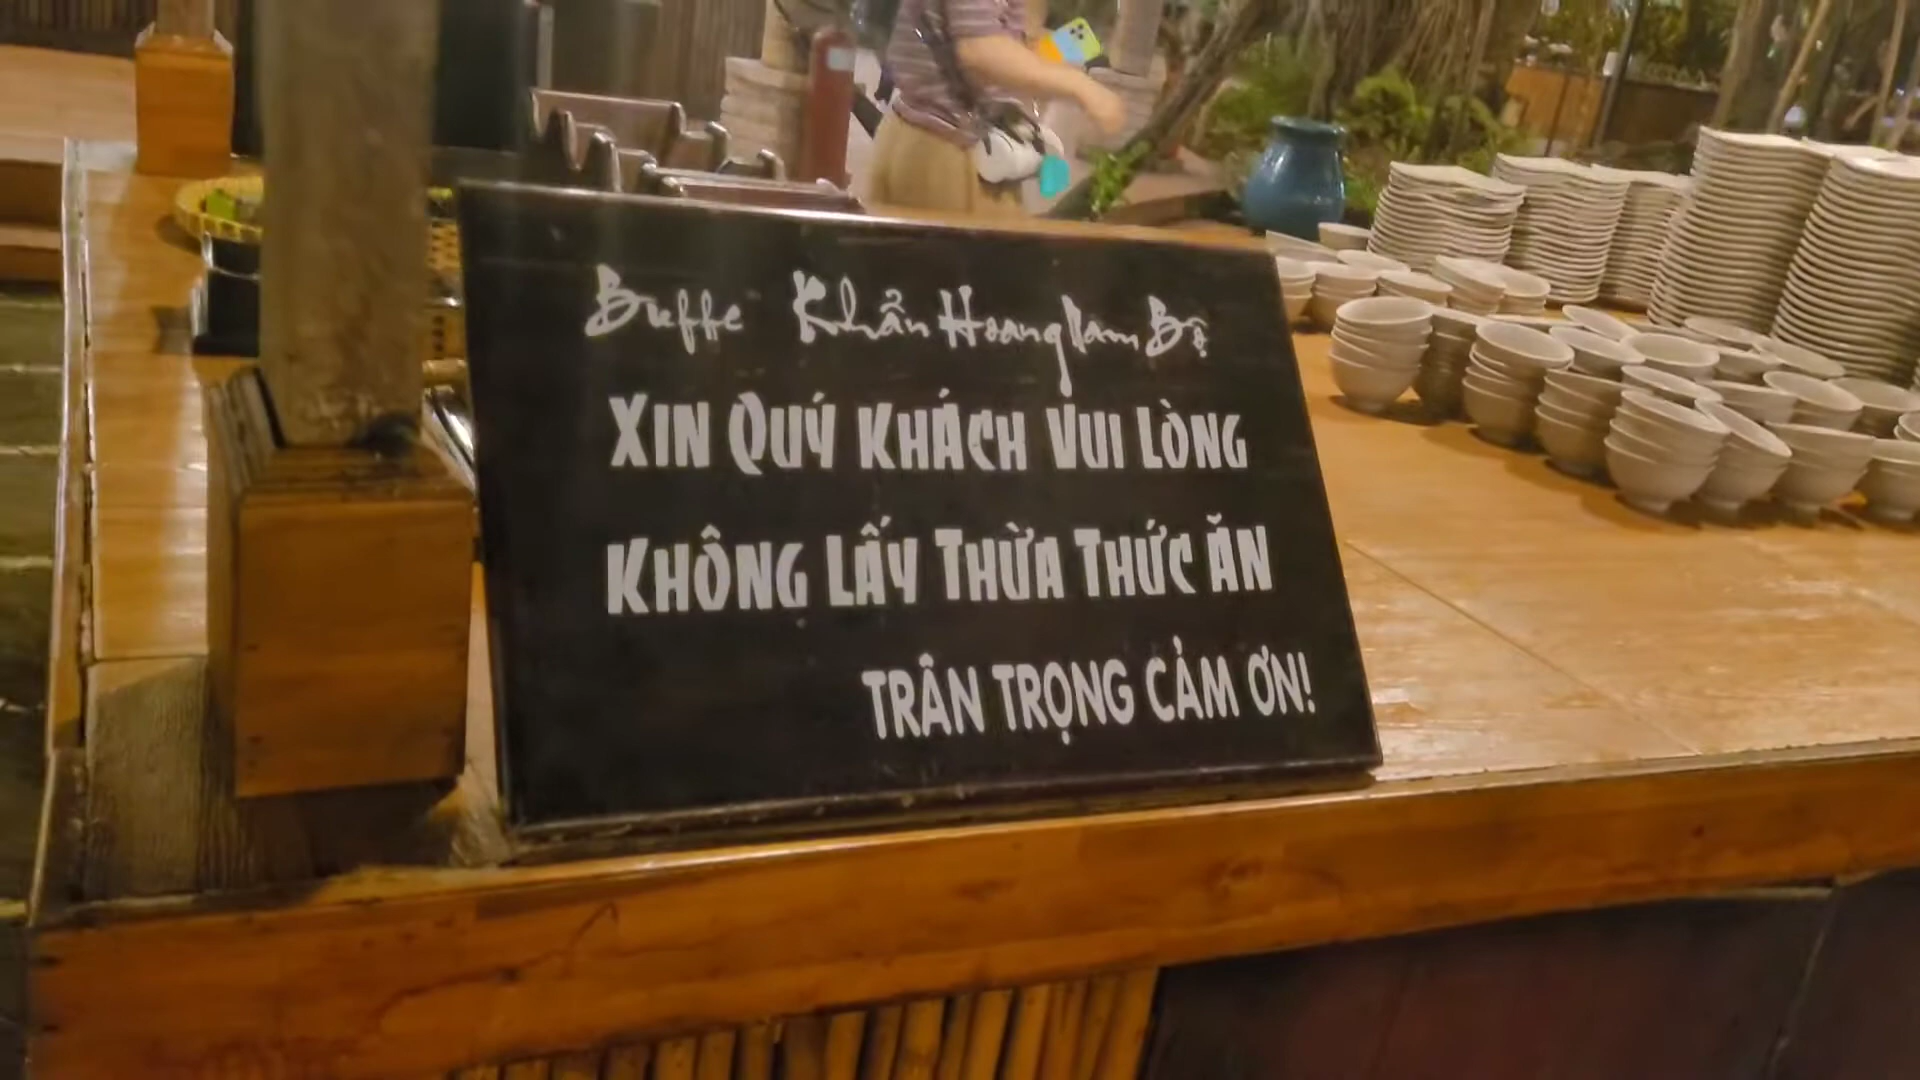 Buffe Khẩn Hoang Nam Bộ
XIN QUÝ KHÁCH VUI LÒNG
KHÔNG LẤY THỪA THỨC ĂN
TRÂN TRỌNG CẢM ƠN!